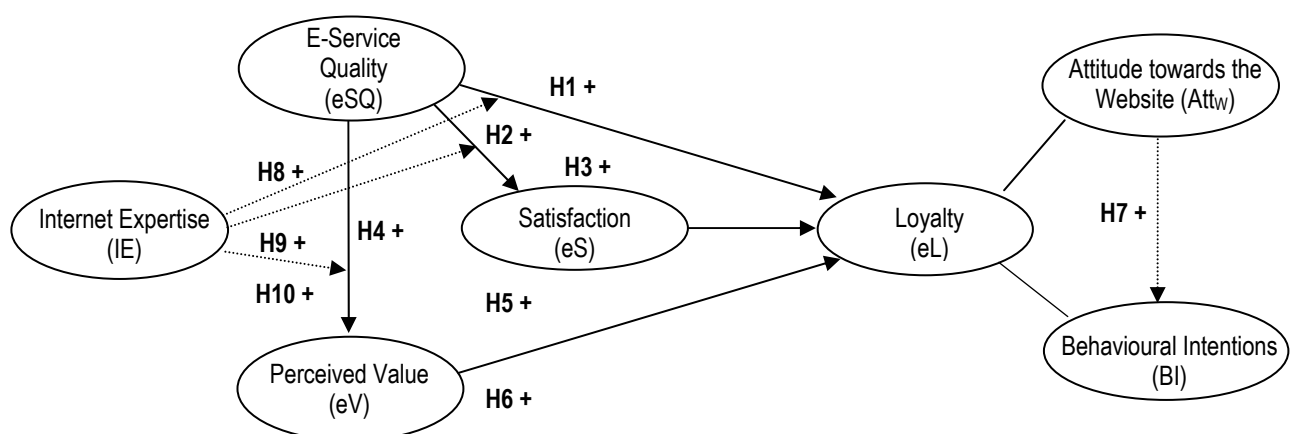 E-Service
Quality
(eSQ)
H1 +
Attitude towards the
Website (Attw)
H2 +
H8 +
H3 +
Internet Expertise
(IE)
H9 +
H4 +
Satisfaction
(eS)
Loyalty
(eL)
H7 +
H10 +
H5 +
Perceived Value
(eV)
H6 +
Behavioural Intentions
(BI)